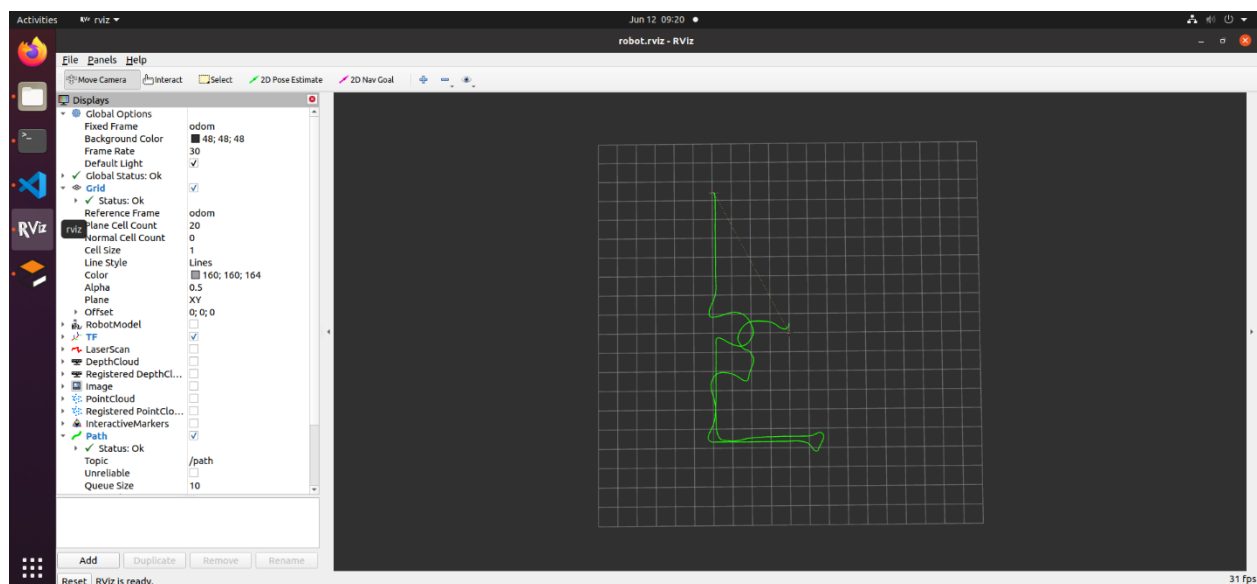 Activities
RViz rviz
Jun 12 09:20
robot.rviz - RViz
File Panels Help
Move Camera Interact Select 2D Pose Estimate 2D Nav Goal
Displays
Global Options
Fixed Frame odom
Background Color 48; 48; 48
Frame Rate 30
Default Light
Global Status: Ok
Grid
Status: Ok
Reference Frame odom
Plane Cell Count 20
Normal Cell Count 0
Cell Size 1
Line Style Lines
Color 160; 160; 164
Alpha 0.5
Plane XY
Offset 0; 0; 0
RobotModel
TF
LaserScan
DepthCloud
Registered DepthCl...
Image
PointCloud
Registered PointClo...
InteractiveMarkers
Path
Status: Ok
Topic /path
Unreliable
Queue Size 10
RViz
rviz
Add Duplicate Remove Rename
Reset RViz is ready.
31 fps